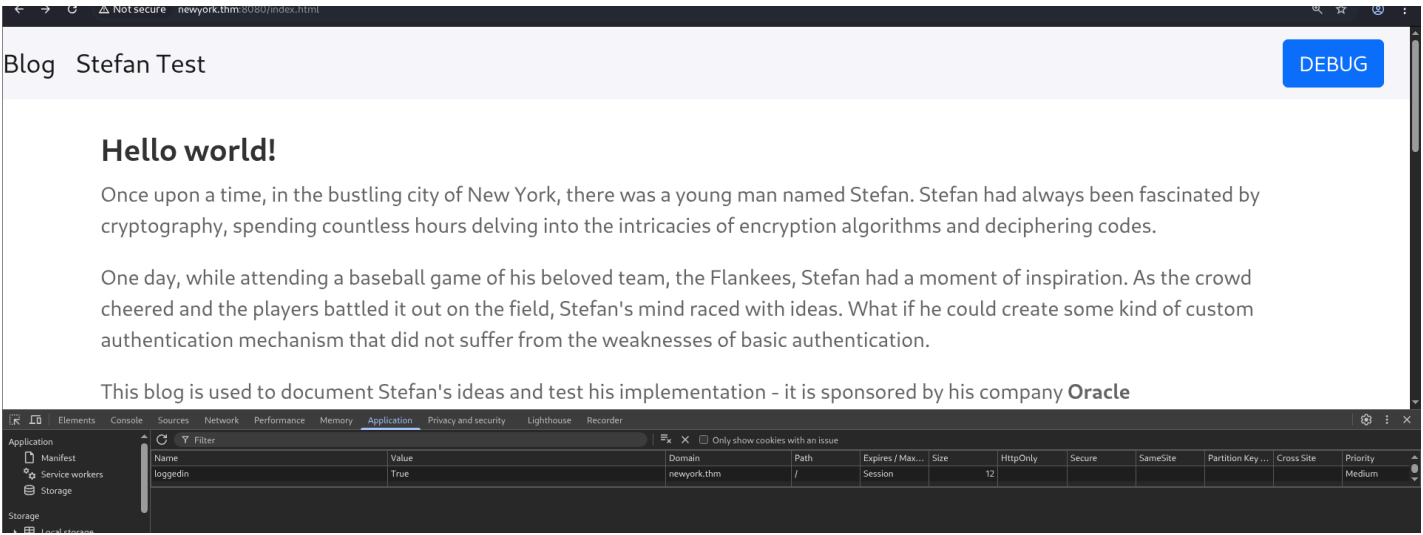 Not secure newyork.thm:8080/index.html
Blog Stefan Test DEBUG
Hello world!
Once upon a time, in the bustling city of New York, there was a young man named Stefan. Stefan had always been fascinated by
cryptography, spending countless hours delving into the intricacies of encryption algorithms and deciphering codes.
One day, while attending a baseball game of his beloved team, the Flankees, Stefan had a moment of inspiration. As the crowd
cheered and the players battled it out on the field, Stefan's mind raced with ideas. What if he could create some kind of custom
authentication mechanism that did not suffer from the weaknesses of basic authentication.
This blog is used to document Stefan's ideas and test his implementation - it is sponsored by his company Oracle
Elements Console Sources Network Performance Memory Application Privacy and security Lighthouse Recorder
Application Filter Only show cookies with an issue
Manifest Name Value Domain Path Expires / Max... Size HttpOnly Secure SameSite Partition Key ... Cross Site Priority
Service workers loggedin True newyork.thm / Session 12 Medium
Storage
Storage
Local storage